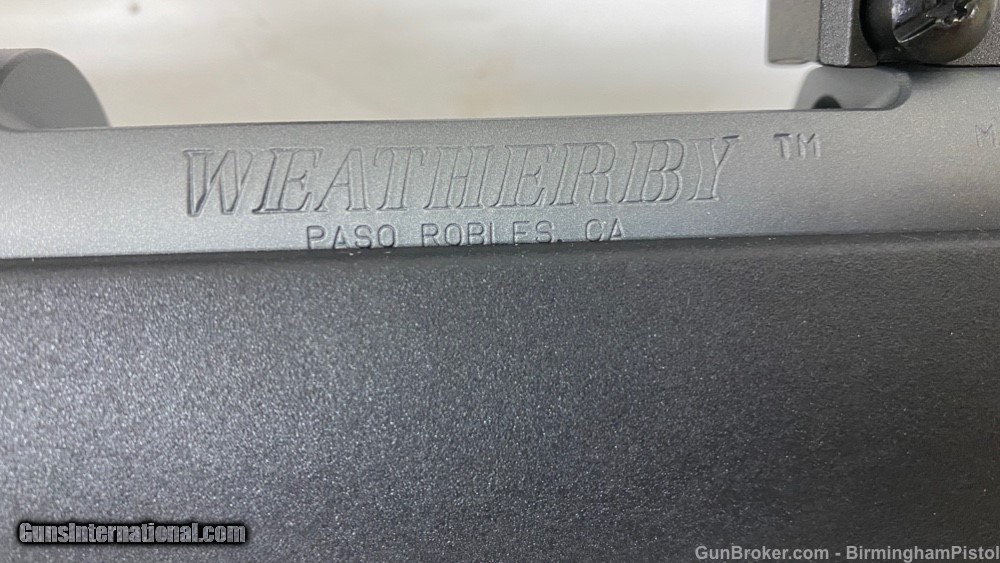 WEATHERBY TM
PASO ROBLES, CA
GunsInternational.com
GunBroker.com - BirminghamPistol